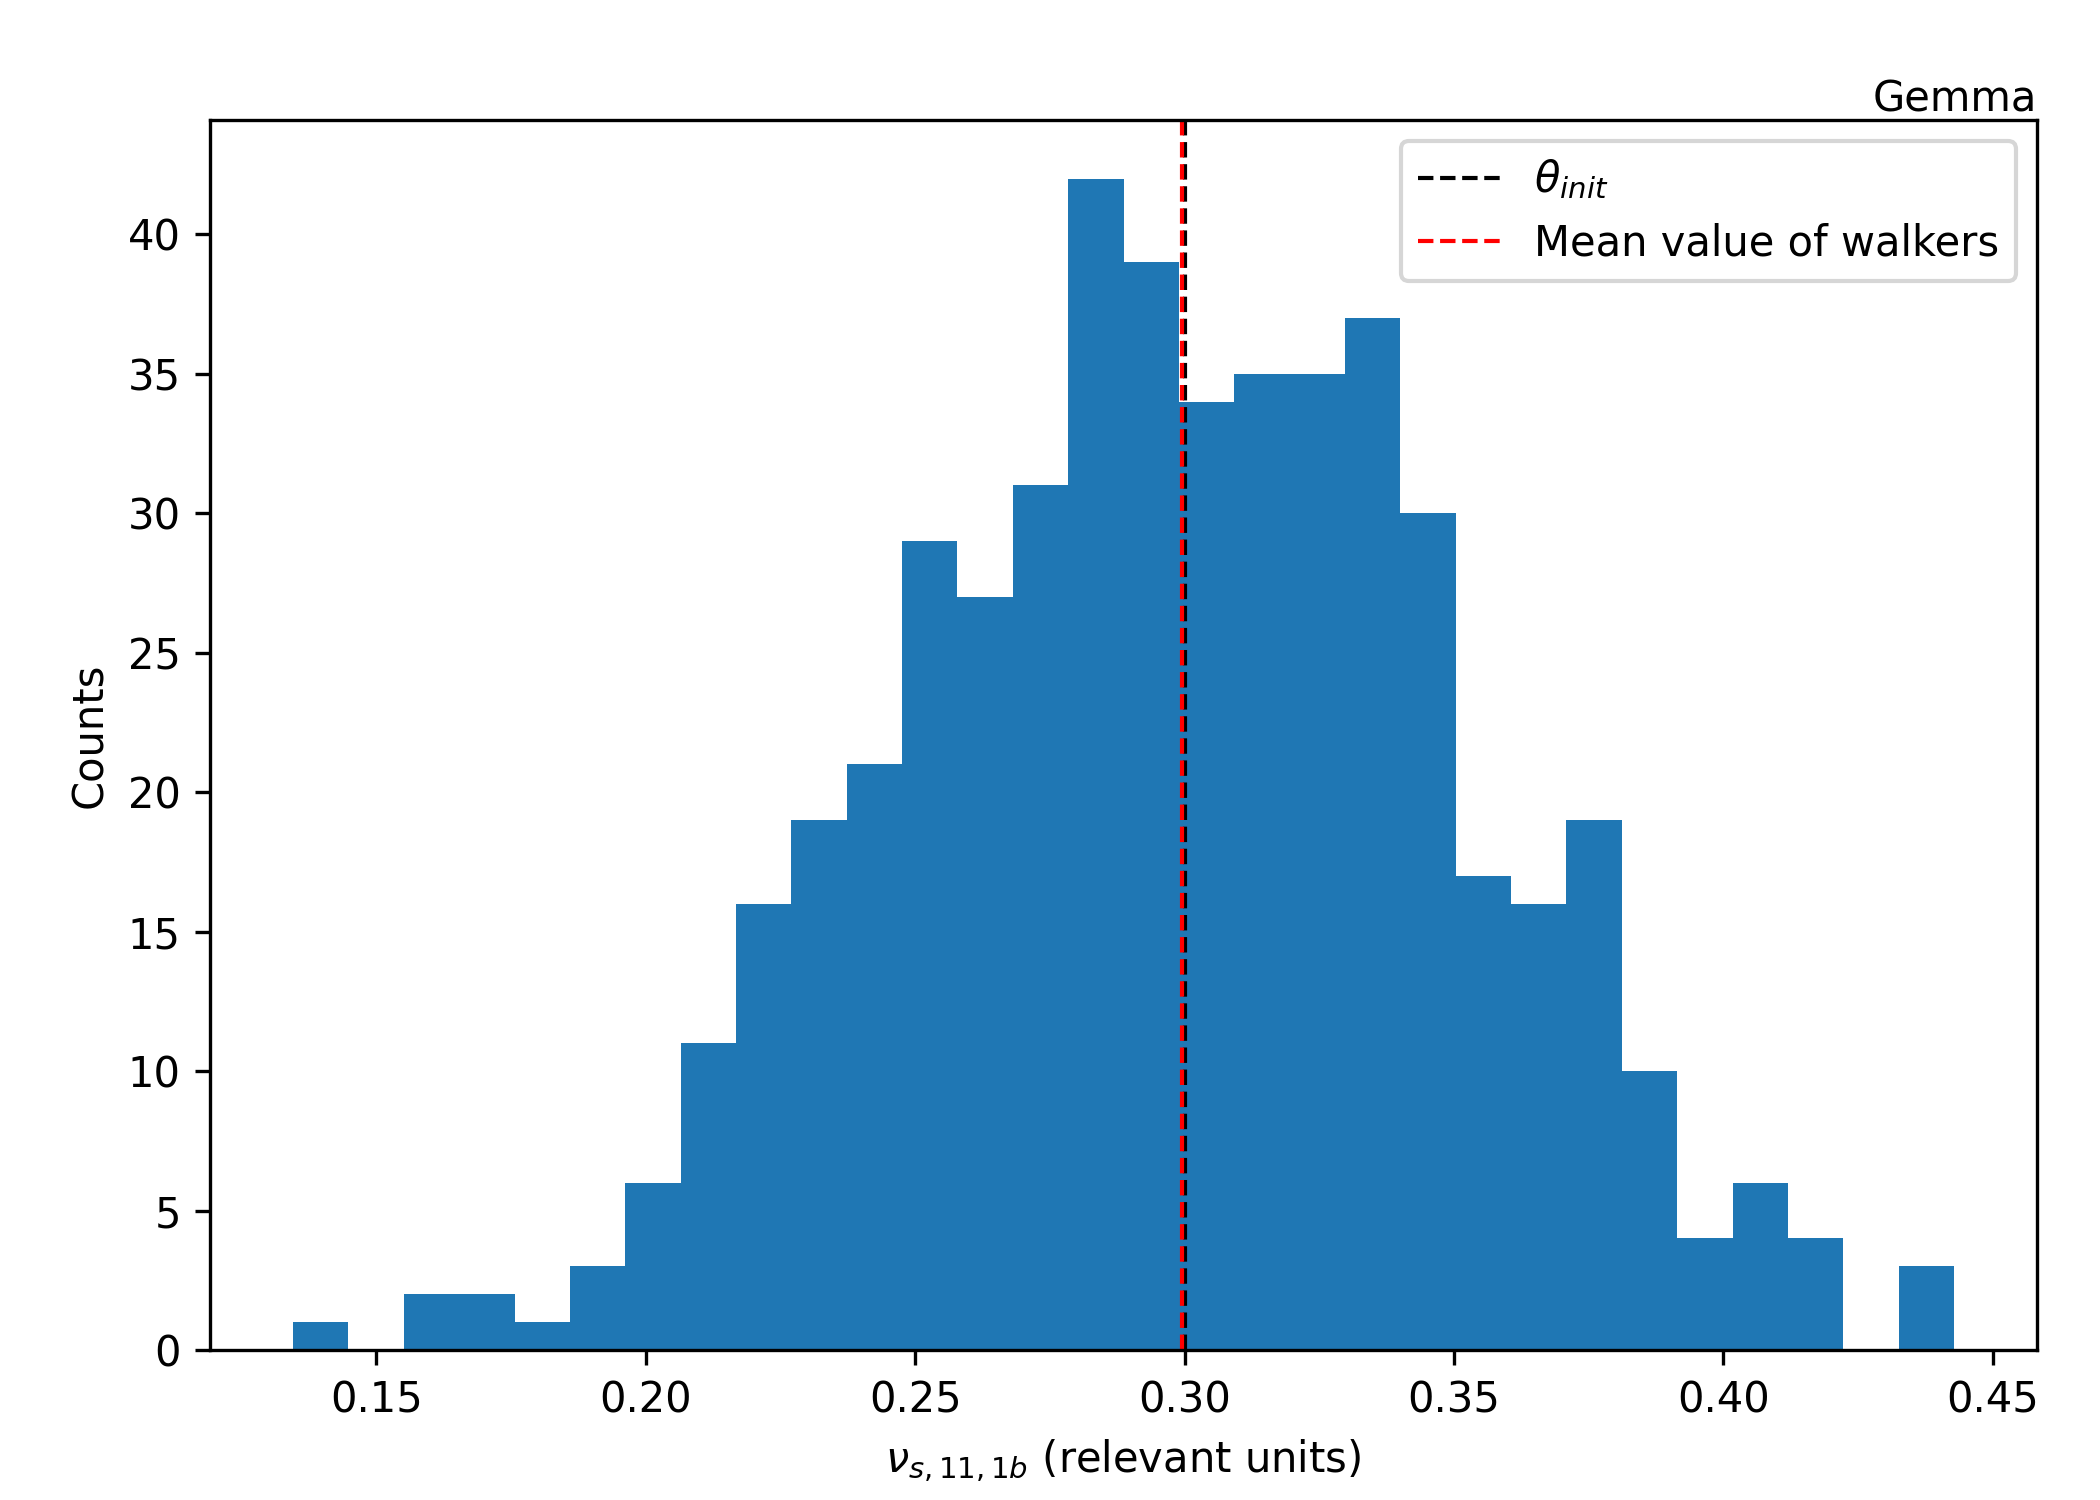 Gemma
θinit
Mean value of walkers
40
35
30
25
20
15
10
5
0
Counts
0.15 0.20 0.25 0.30 0.35 0.40 0.45
νs, 11, 1b (relevant units)